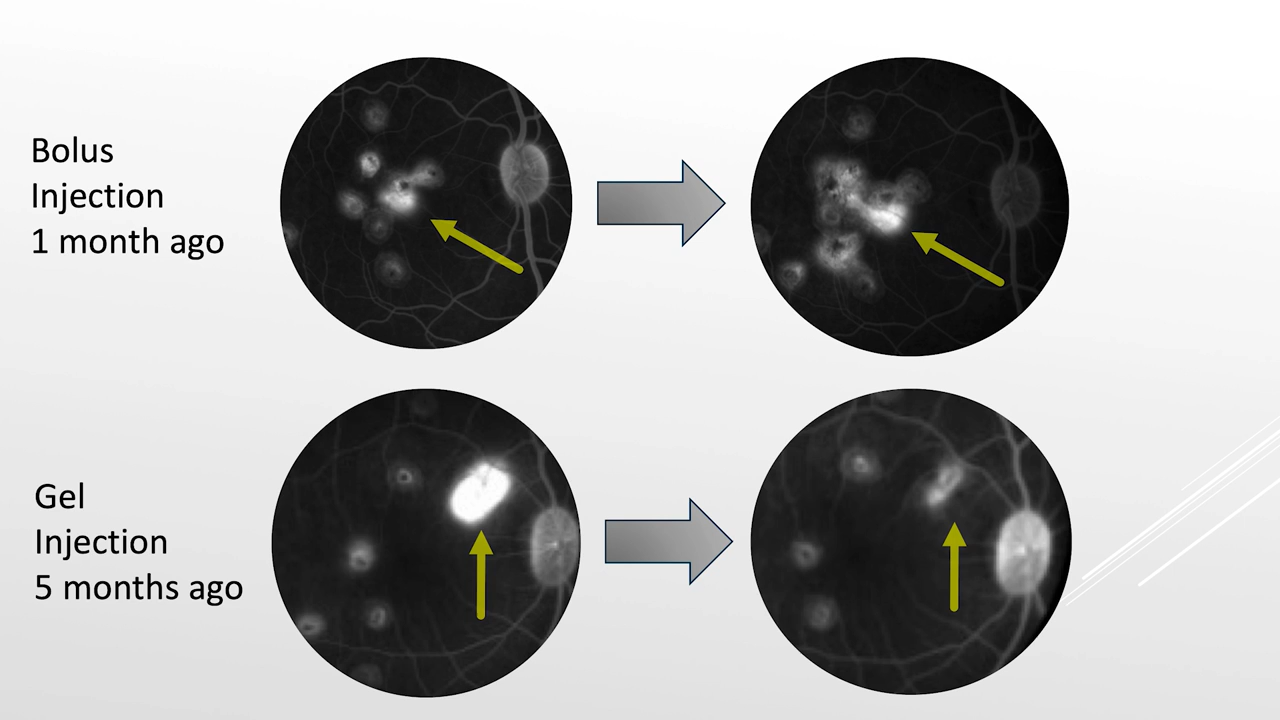 Bolus
Injection
1 month ago
Gel
Injection
5 months ago